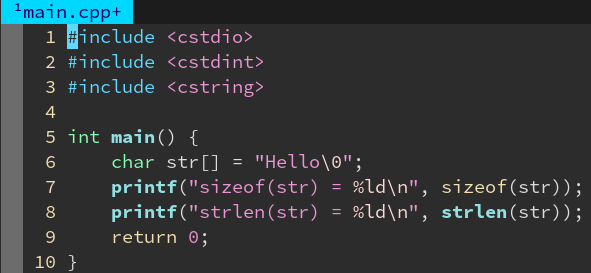 ¹main.cpp+
1 #include <cstdio>
2 #include <cstdint>
3 #include <cstring>
4
5 int main() {
6     char str[] = "Hello\0";
7     printf("sizeof(str) = %ld\n", sizeof(str));
8     printf("strlen(str) = %ld\n", strlen(str));
9     return 0;
10 }